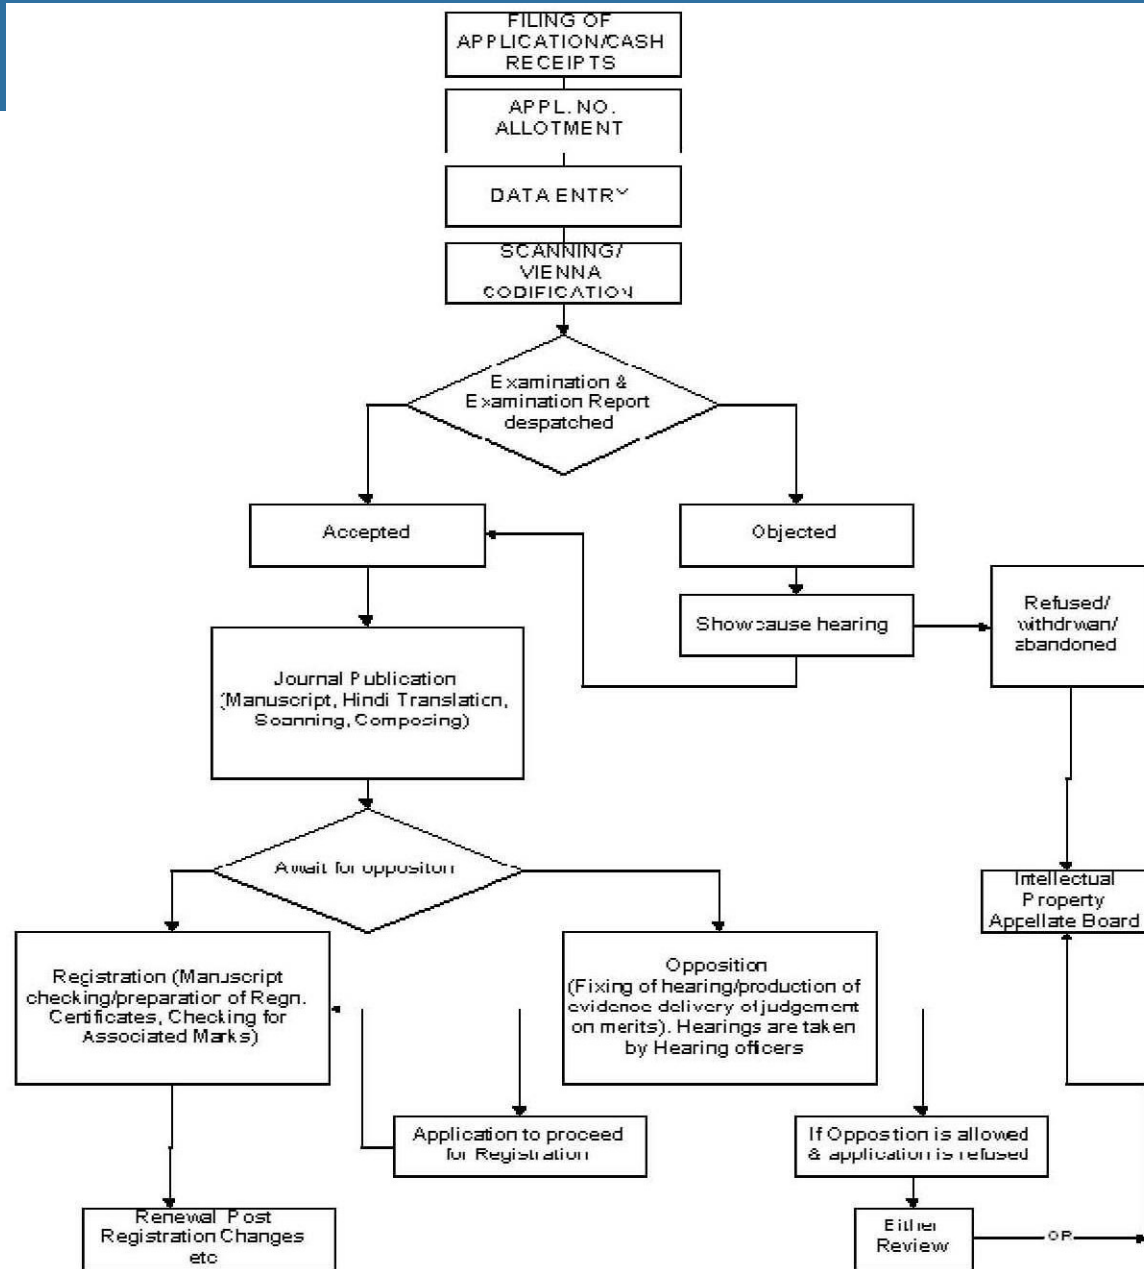 FILING OF
APPLICATION/CASH
RECEIPTS
APPL. NO.
ALLOTMENT
DATA ENTRY
SCANNING/
VIENNA
CODIFICATION
Examination &
Examination Report
despatched
Accepted
Objected
Showcause hearing
Refused/
withdrwan/
abandoned
Journal Publication
(Manuscript, Hindi Translation,
Scanning, Composing)
Await for oppositon
Intellectual
Property
Appellate Board
Registration (Manuscript
checking/preparation of Regn.
Certificates, Checking for
Associated Marks)
Opposition
(Fixing of hearing/production of
evidence delivery of judgement
on merits). Hearings are taken
by Hearing officers
Application to proceed
for Registration
If Oppostion is allowed
& application is refused
Renewal Post
Registration Changes
etc
Either
Review
OR